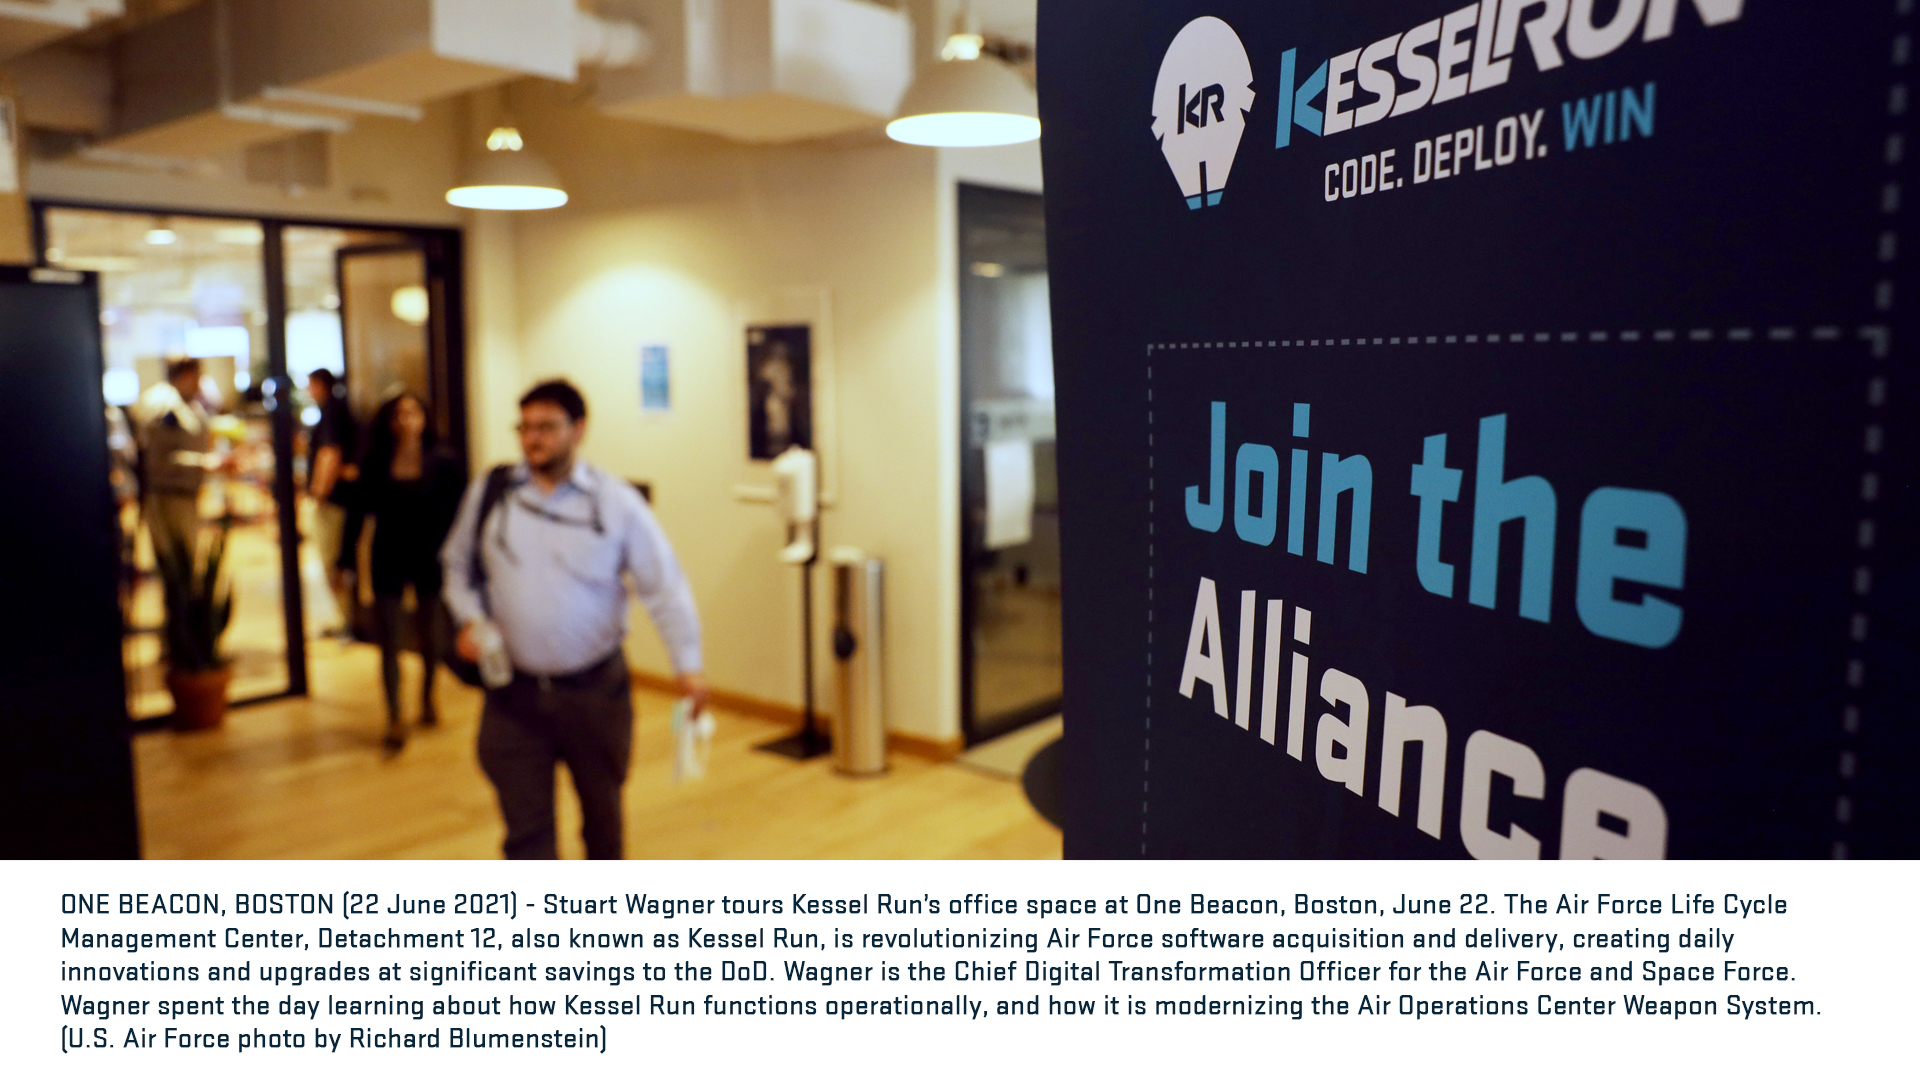 KR
KESSELRUN
CODE. DEPLOY. WIN
Join the
Alliance
ONE BEACON, BOSTON (22 June 2021) - Stuart Wagner tours Kessel Run's office space at One Beacon, Boston, June 22. The Air Force Life Cycle
Management Center, Detachment 12, also known as Kessel Run, is revolutionizing Air Force software acquisition and delivery, creating daily
innovations and upgrades at significant savings to the DoD. Wagner is the Chief Digital Transformation Officer for the Air Force and Space Force.
Wagner spent the day learning about how Kessel Run functions operationally, and how it is modernizing the Air Operations Center Weapon System.
(U.S. Air Force photo by Richard Blumenstein)